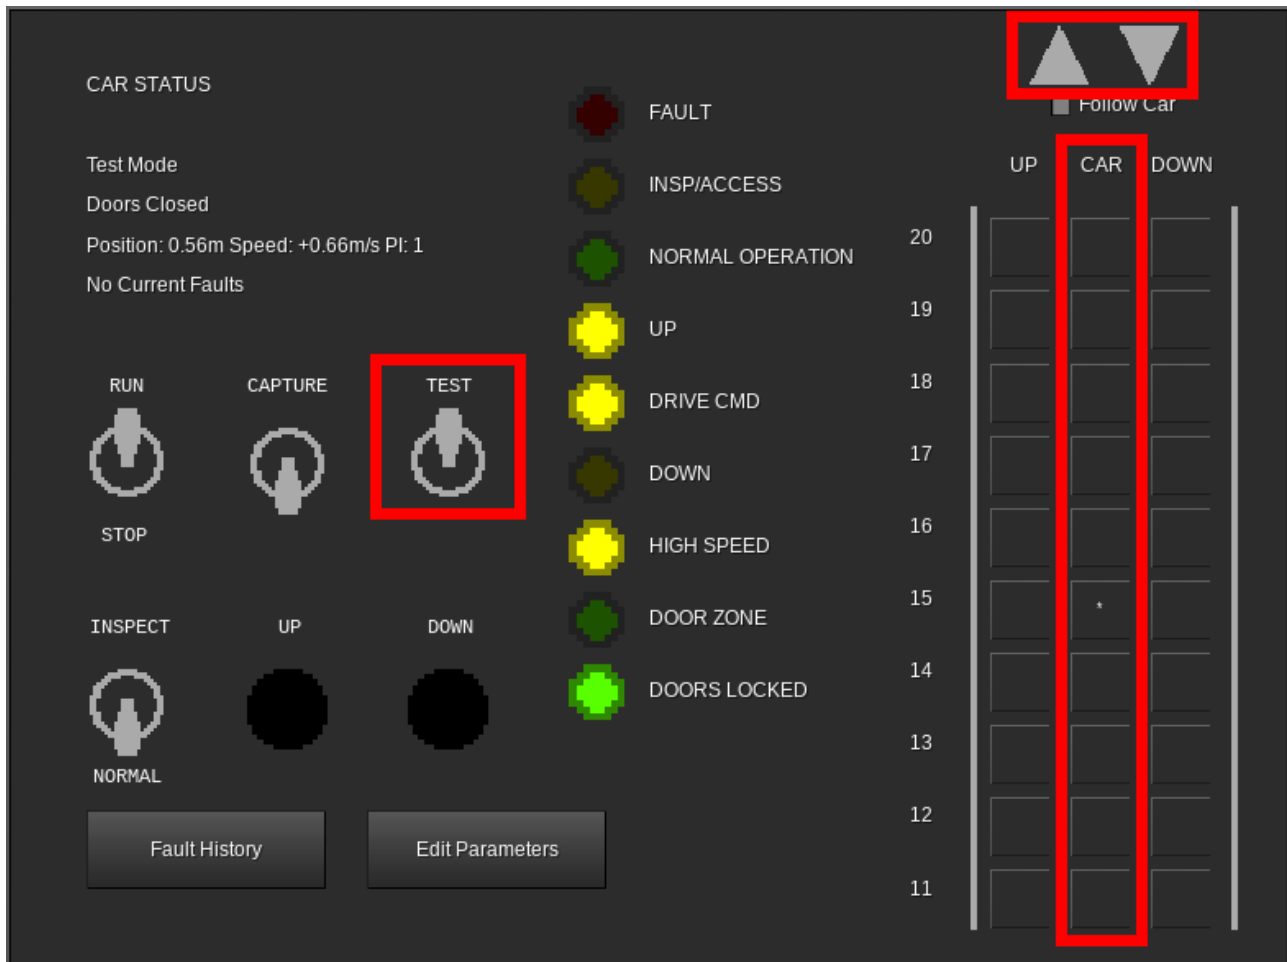 CAR STATUS
Test Mode
Doors Closed
Position: 0.56m Speed: +0.66m/s PI: 1
No Current Faults
RUN CAPTURE TEST
STOP
INSPECT UP DOWN
NORMAL
Fault History Edit Parameters
FAULT
INSP/ACCESS
NORMAL OPERATION
UP
DRIVE CMD
DOWN
HIGH SPEED
DOOR ZONE
DOORS LOCKED
Follow Car
UP CAR DOWN
20
19
18
17
16
15 *
14
13
12
11